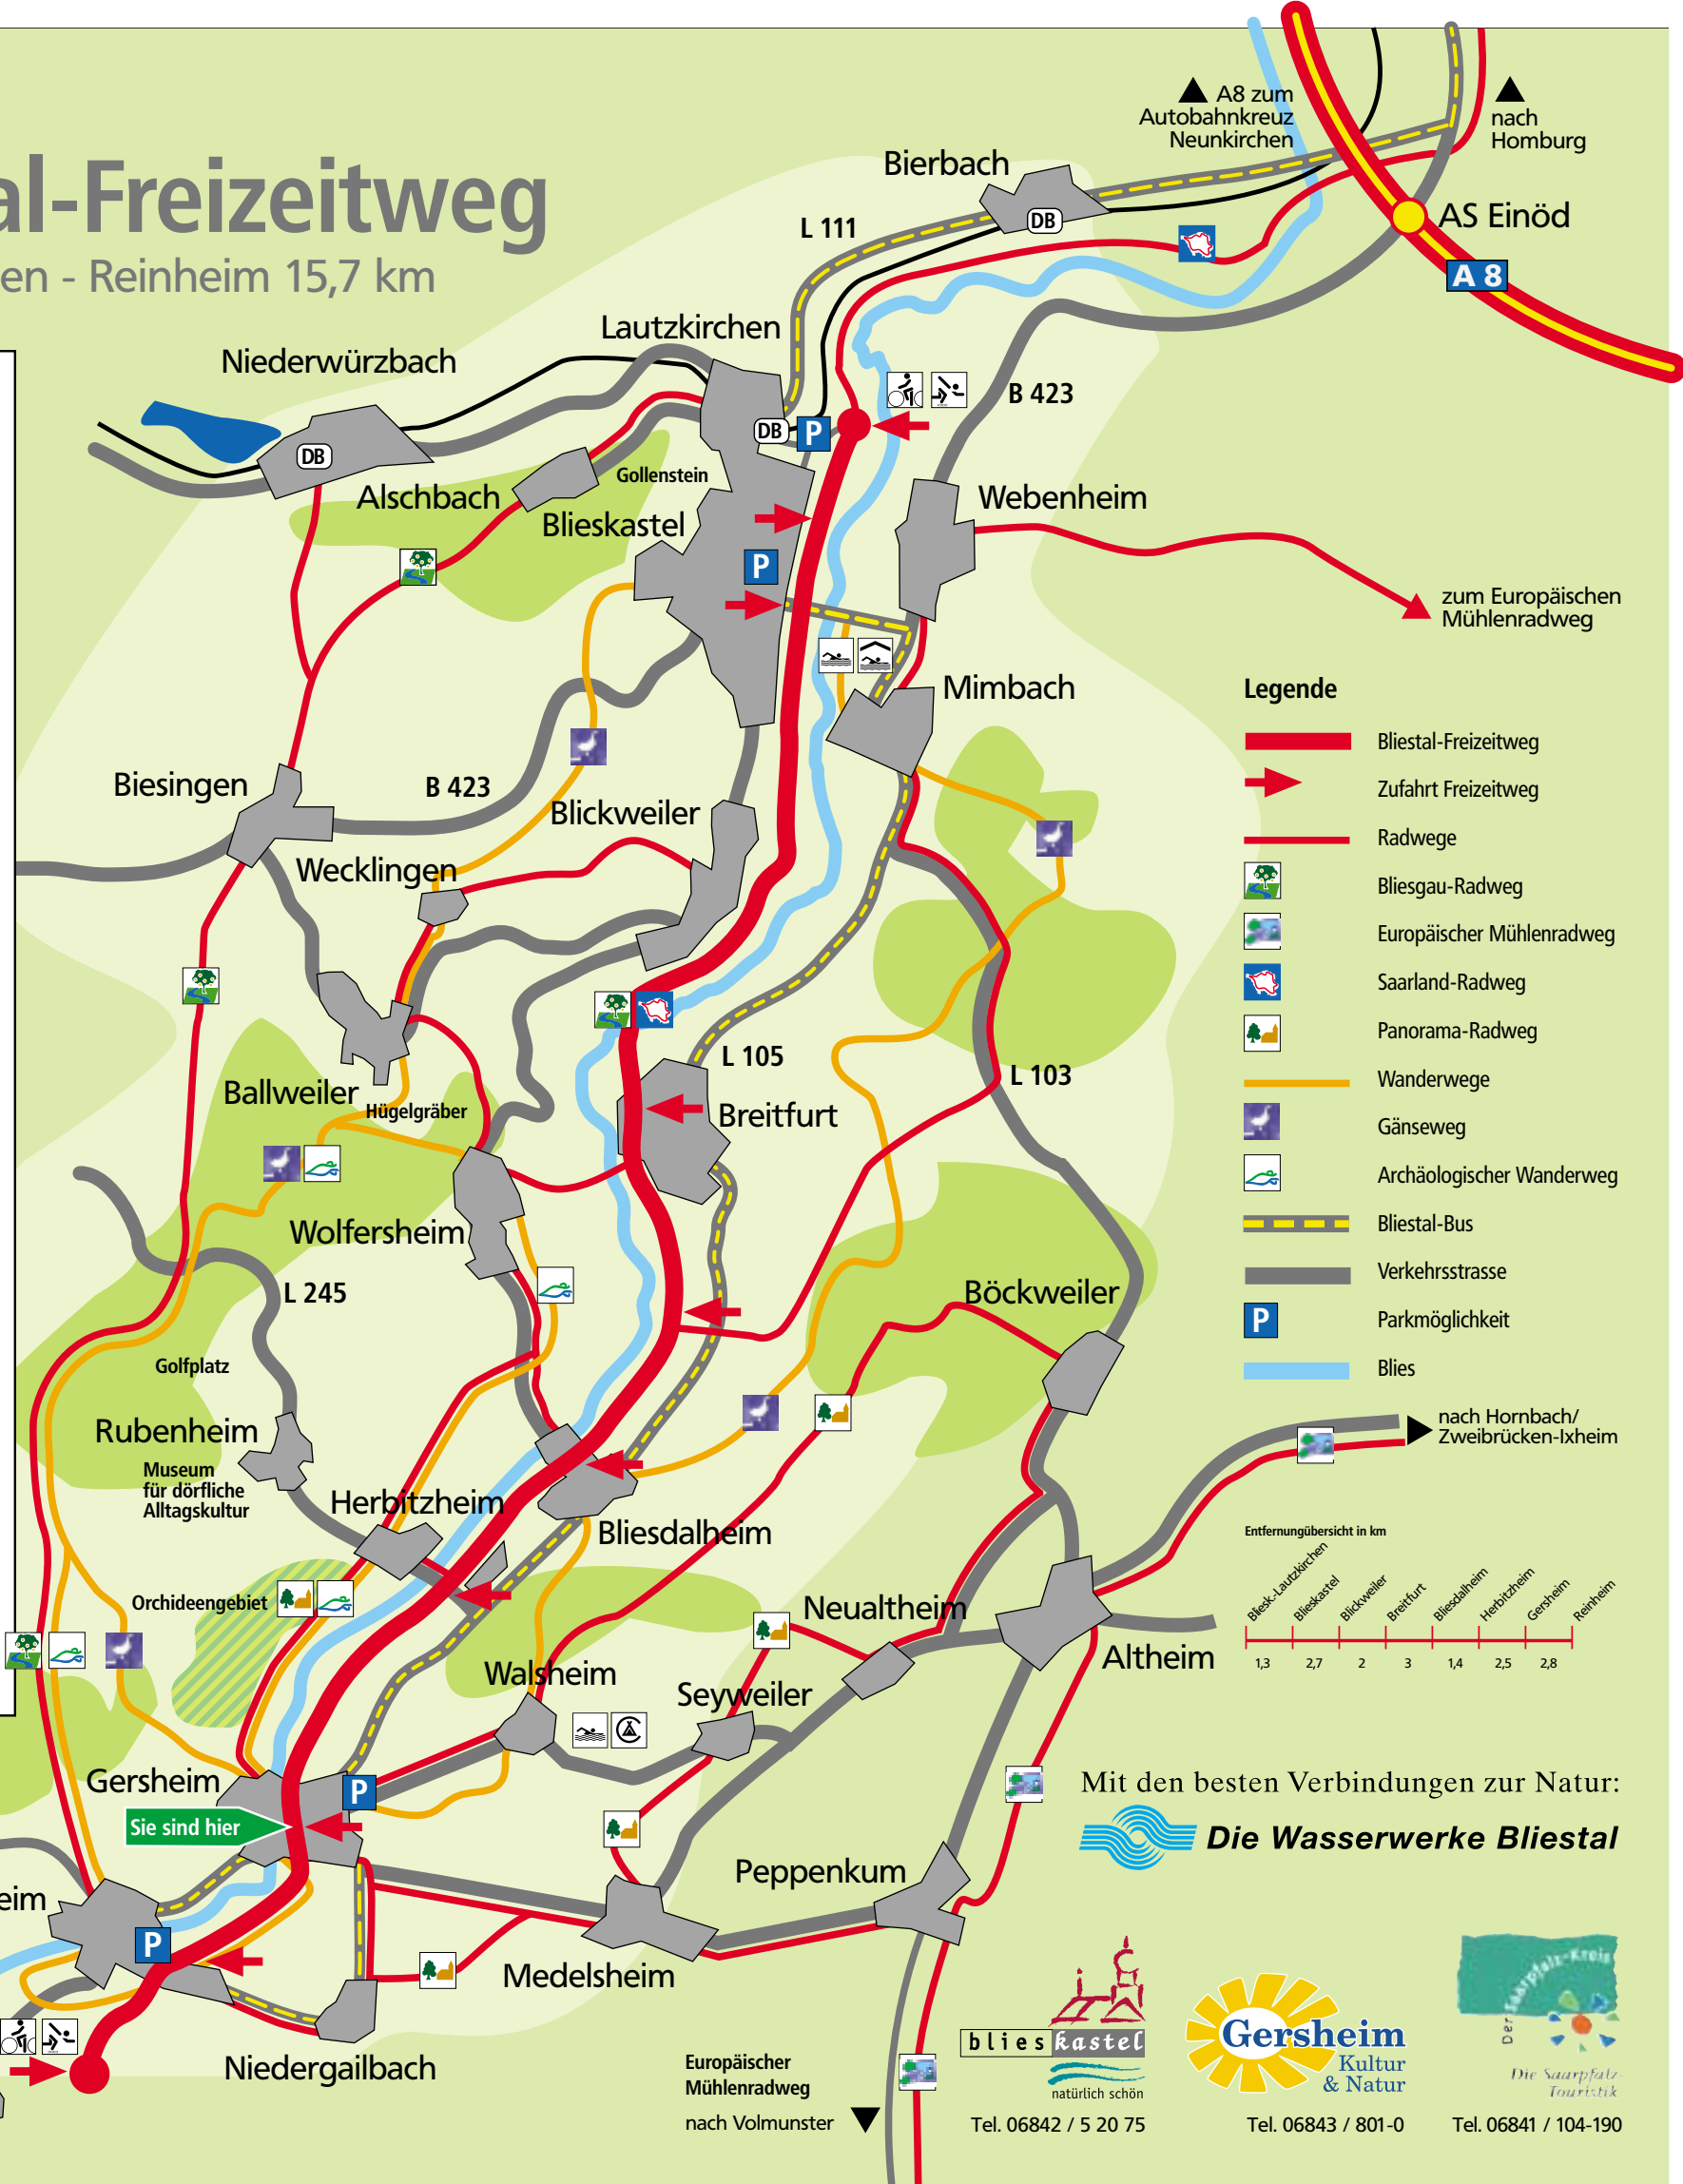 al-Freizeitweg
en - Reinheim 15,7 km
A8 zum
Autobahnkreuz
Neunkirchen
nach
Homburg
Bierbach
DB
L 111
AS Einöd
A 8
Lautzkirchen
Niederwürzbach
DB
DB
P
B 423
Gollenstein
Alschbach
Blieskastel
Webenheim
P
zum Europäischen
Mühlenradweg
Mimbach
Biesingen
B 423
Blickweiler
Wecklingen
L 105
L 103
Ballweiler
Hügelgräber
Breitfurt
Wolfersheim
L 245
Böckweiler
Golfplatz
Rubenheim
Museum
für dörfliche
Alltagskultur
Herbitzheim
Bliesdalheim
Orchideengebiet
Neualtheim
Altheim
Walsheim
Seyweiler
Gersheim
P
Sie sind hier
Peppenkum
eim
P
Medelsheim
Niedergailbach
Europäischer
Mühlenradweg
nach Volmunster
Legende
Bliestal-Freizeitweg
Zufahrt Freizeitweg
Radwege
Bliesgau-Radweg
Europäischer Mühlenradweg
Saarland-Radweg
Panorama-Radweg
Wanderwege
Gänseweg
Archäologischer Wanderweg
Bliestal-Bus
Verkehrsstrasse
P Parkmöglichkeit
Blies
nach Hornbach/
Zweibrücken-Ixheim
Entfernungübersicht in km
Bliesk.-Lautzkirchen
Blieskastel
Blickweiler
Breitfurt
Bliesdalheim
Herbitzheim
Gersheim
Reinheim
1,3 2,7 2 3 1,4 2,5 2,8
Mit den besten Verbindungen zur Natur:
Die Wasserwerke Bliestal
blieskastel
natürlich schön
Tel. 06842 / 5 20 75
Gersheim
Kultur
& Natur
Tel. 06843 / 801-0
Der Saarpfalz-Kreis
Die Saarpfalz-
Touristik
Tel. 06841 / 104-190